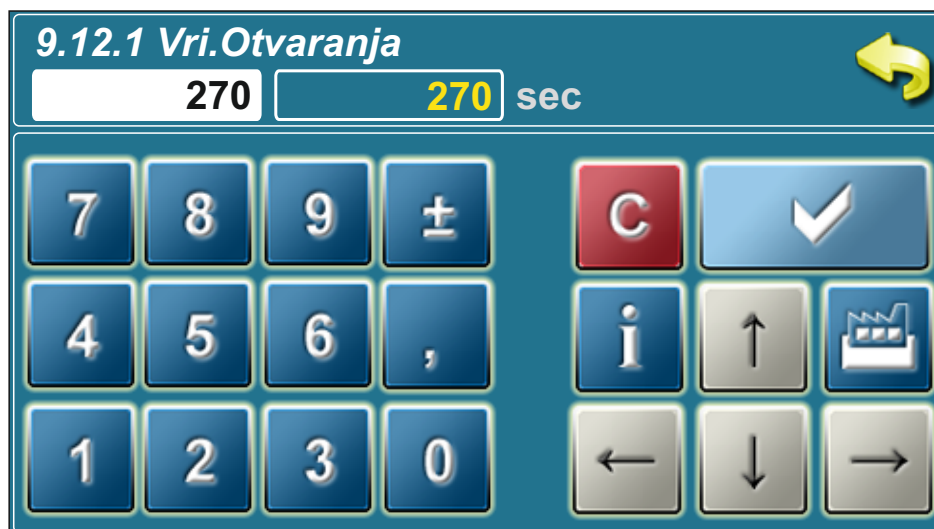 9.12.1 Vri.Otvaranja
270 270 sec
7 8 9 ± C
4 5 6 , i ↑
1 2 3 0 ← ↓ →